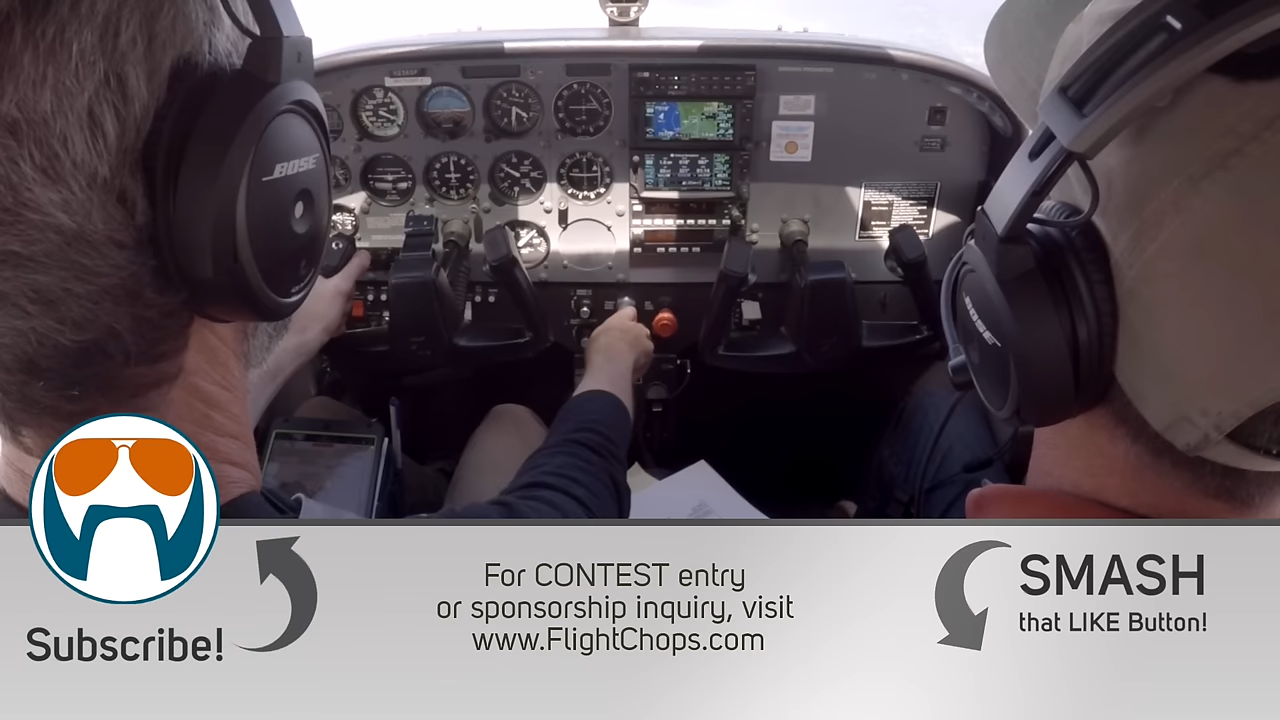 BOSE
BOSE
Subscribe!
For CONTEST entry
or sponsorship inquiry, visit
www.FlightChops.com
SMASH
that LIKE Button!